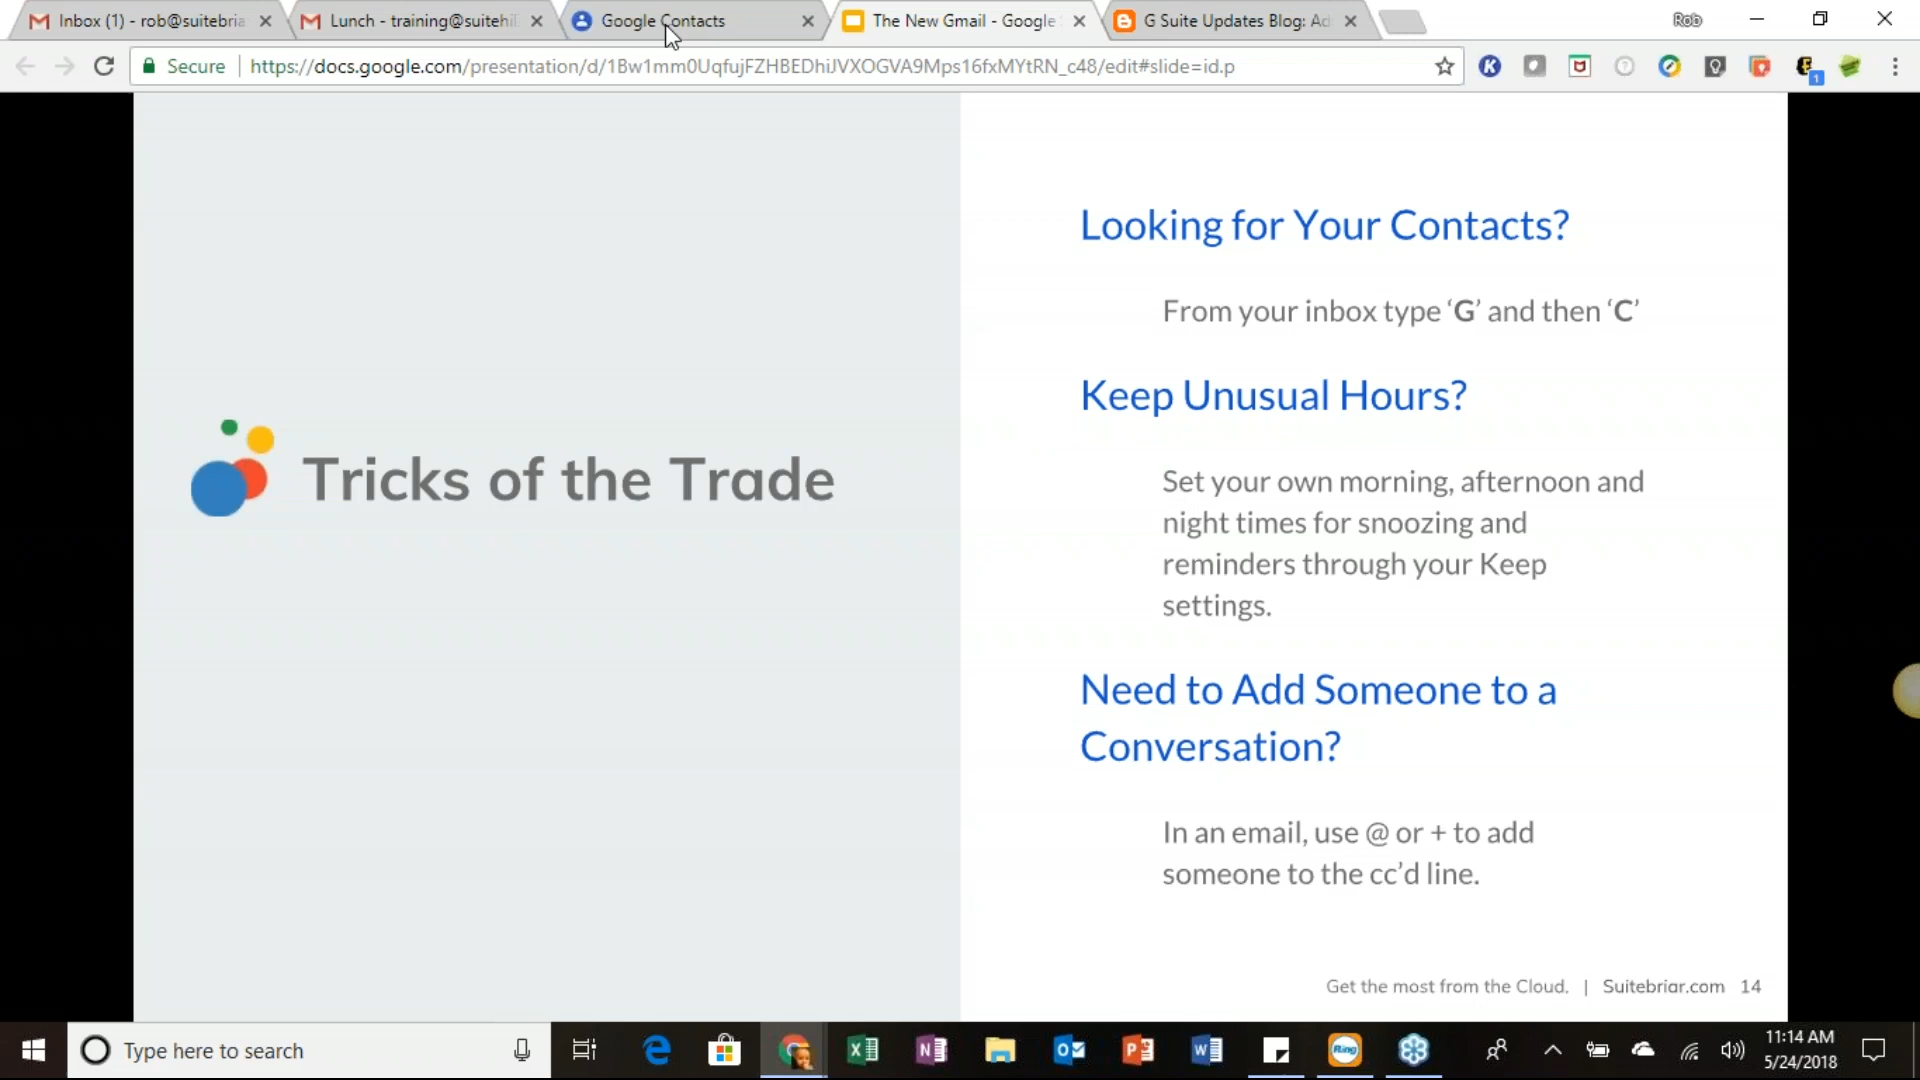 Inbox (1) - rob@suitebria
Lunch - training@suitehi
Google Contacts
The New Gmail - Google
G Suite Updates Blog: Ad
Rob
Secure
https://docs.google.com/presentation/d/1Bw1mm0UqfujFZHBEDhiJVXOGVA9Mps16fxMYtRN_c48/edit#slide=id.p
1
Tricks of the Trade
Looking for Your Contacts?
From your inbox type ‘G’ and then ‘C’
Keep Unusual Hours?
Set your own morning, afternoon and
night times for snoozing and
reminders through your Keep
settings.
Need to Add Someone to a
Conversation?
In an email, use @ or + to add
someone to the cc’d line.
Get the most from the Cloud. | Suitebriar.com 14
Type here to search
Ring
11:14 AM
5/24/2018